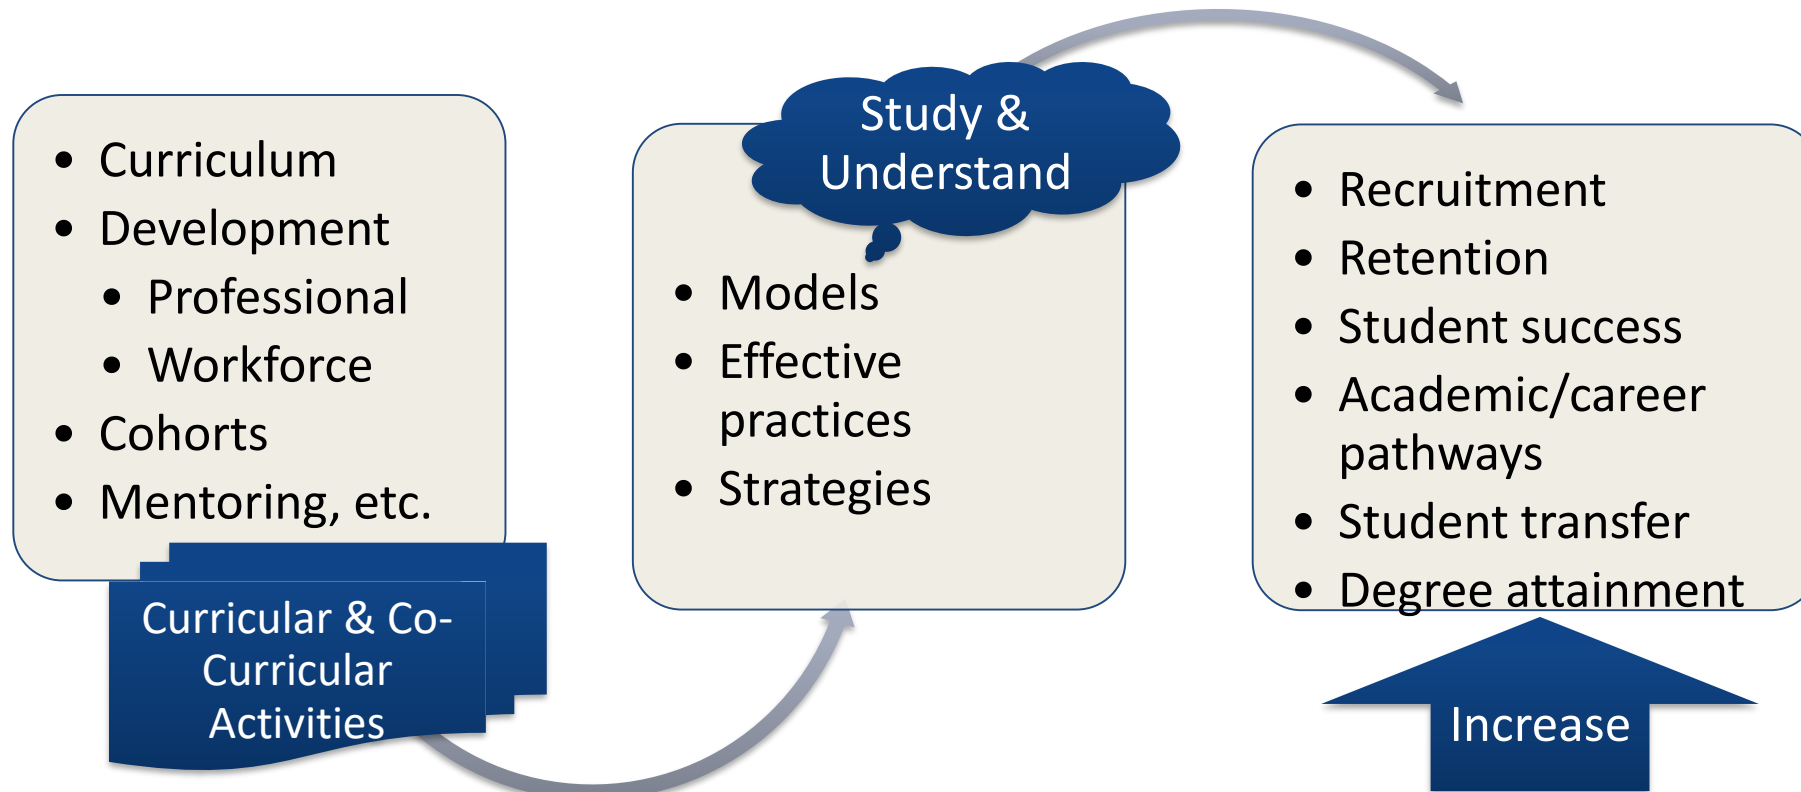 • Curriculum
• Development
• Professional
• Workforce
• Cohorts
• Mentoring, etc.
Curricular & Co-
Curricular
Activities
Study &
Understand
• Models
• Effective
practices
• Strategies
• Recruitment
• Retention
• Student success
• Academic/career
pathways
• Student transfer
• Degree attainment
Increase